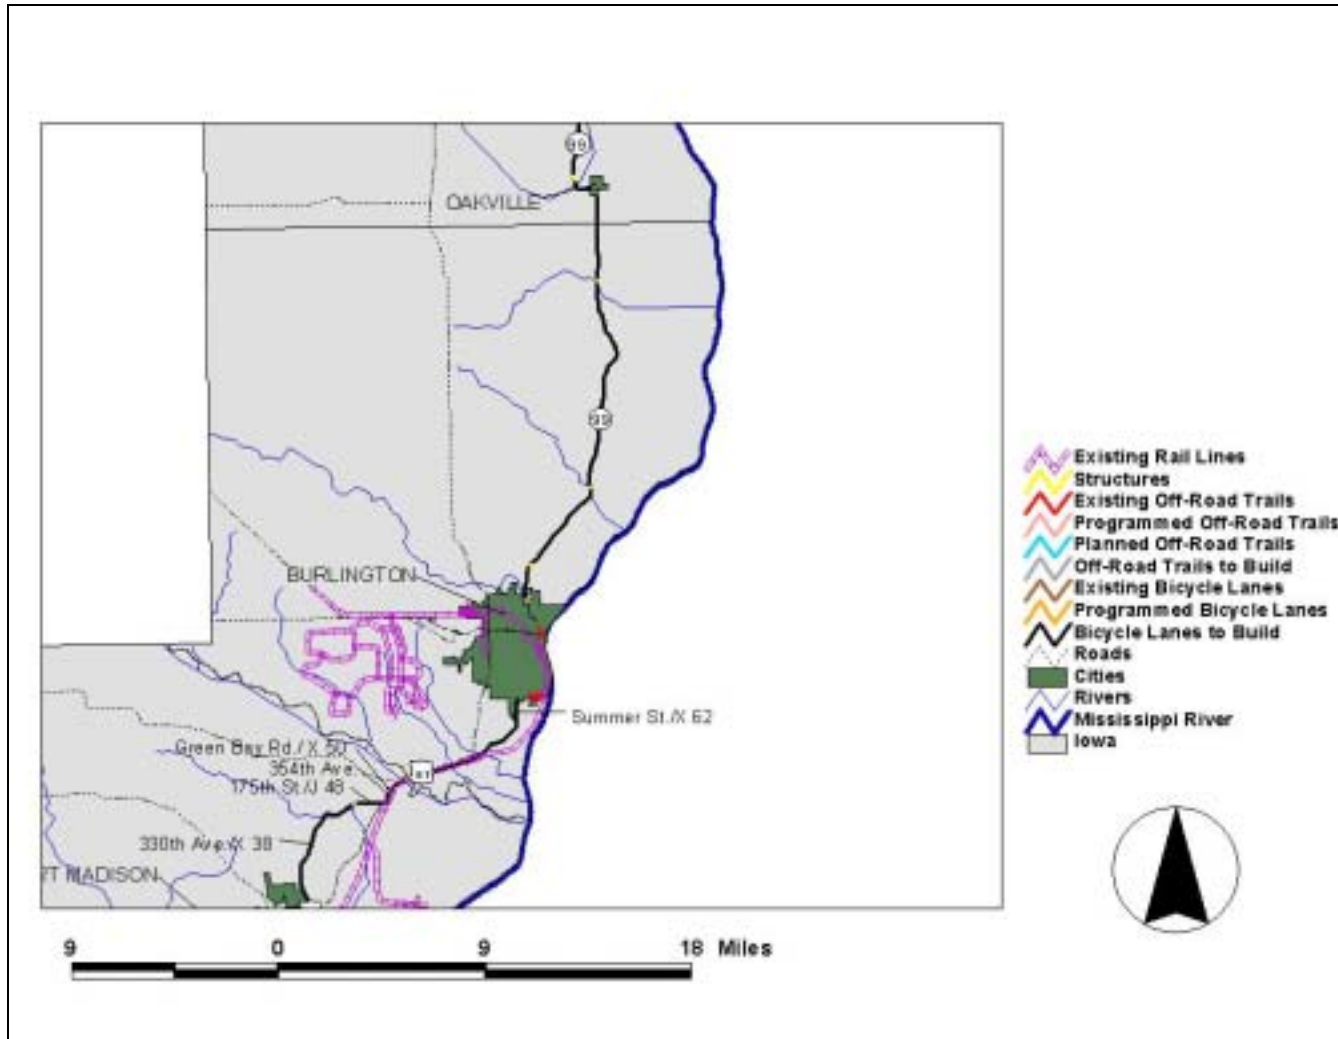 99
OAKVILLE
99
BURLINGTON
Summer St./X 62
Green Bay Rd./ X 50
354th Ave.
175th St./J 48
61
330th Ave./X 38
T MADISON
Existing Rail Lines
Structures
Existing Off-Road Trails
Programmed Off-Road Trails
Planned Off-Road Trails
Off-Road Trails to Build
Existing Bicycle Lanes
Programmed Bicycle Lanes
Bicycle Lanes to Build
Roads
Cities
Rivers
Mississippi River
Iowa
9 0 9 18 Miles